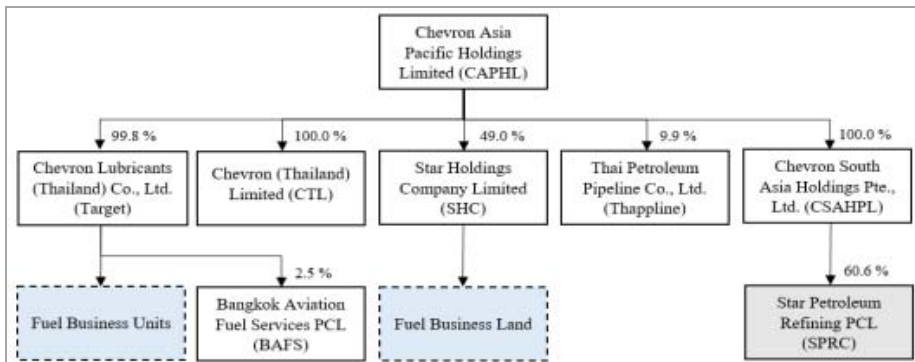 Chevron Asia
Pacific Holdings
Limited (CAPHL)
99.8 %
100.0 %
49.0 %
9.9 %
100.0 %
Chevron Lubricants
(Thailand) Co., Ltd.
(Target)
Chevron (Thailand)
Limited (CTL)
Star Holdings
Company Limited
(SHC)
Thai Petroleum
Pipeline Co., Ltd.
(Thappline)
Chevron South
Asia Holdings Pte.,
Ltd. (CSAHPL)
2.5 %
60.6 %
Fuel Business Units
Bangkok Aviation
Fuel Services PCL
(BAFS)
Fuel Business Land
Star Petroleum
Refining PCL
(SPRC)